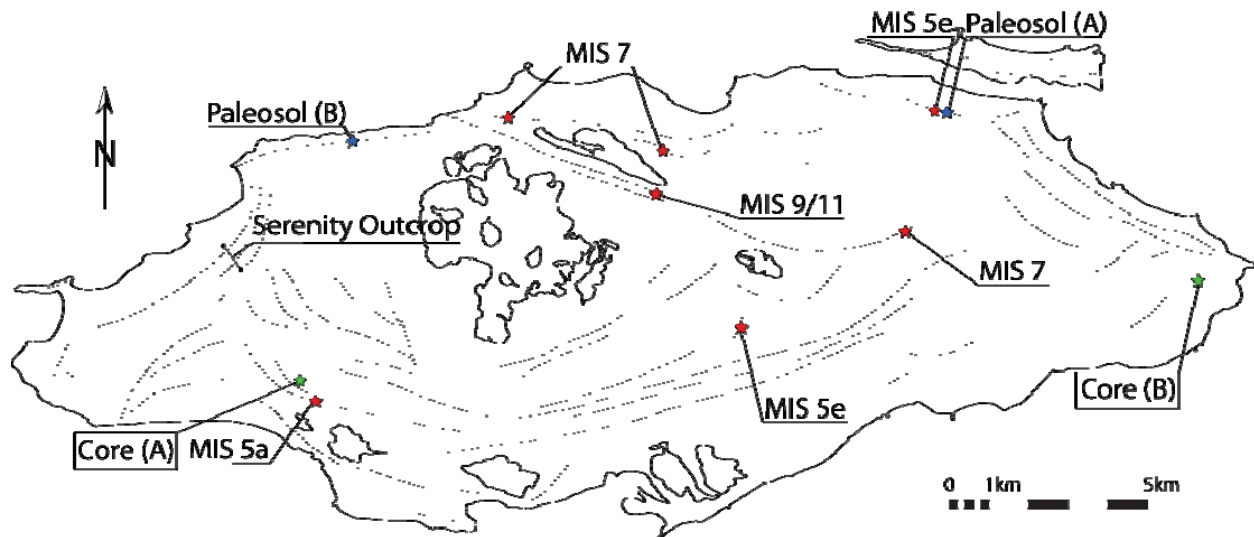 MIS 5e Paleosol (A)
MIS 7
Paleosol (B)
N
MIS 9/11
Serenity Outcrop
MIS 7
MIS 5e
Core (B)
Core (A) MIS 5a
0 1km 5km